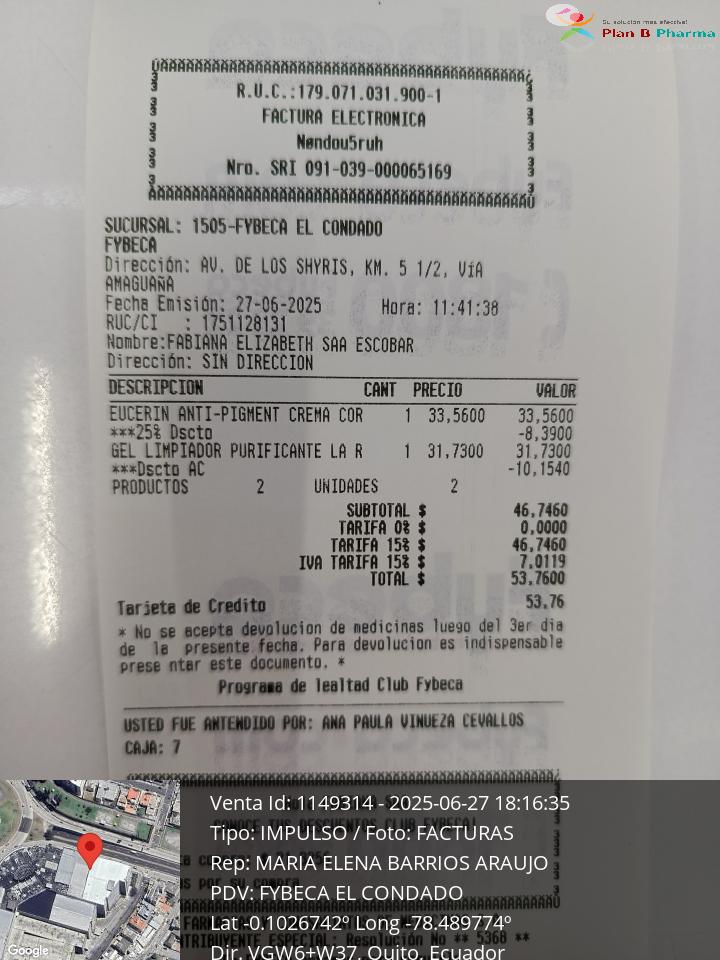 Su solución más efectiva!
Plan B Pharma
R.U.C.:179.071.031.900-1
FACTURA ELECTRONICA
Nøndou5ruh
Nro. SRI 091-039-000065169
SUCURSAL: 1505-FYBECA EL CONDADO
FYBECA
Dirección: AV. DE LOS SHYRIS, KM. 5 1/2, VíA
AMAGUAÑA
Fecha Emisión: 27-06-2025 Hora: 11:41:38
RUC/CI : 1751128131
Nombre:FABIANA ELIZABETH SAA ESCOBAR
Dirección: SIN DIRECCION
DESCRIPCION CANT PRECIO VALOR
EUCERIN ANTI-PIGMENT CREMA COR 1 33,5600 33,5600
***25% Dscto -8,3900
GEL LIMPIADOR PURIFICANTE LA R 1 31,7300 31,7300
***Dscto AC -10,1540
PRODUCTOS 2 UNIDADES 2
SUBTOTAL $ 46,7460
TARIFA 0% $ 0,0000
TARIFA 15% $ 46,7460
IVA TARIFA 15% $ 7,0119
TOTAL $ 53,7600
Tarjeta de Credito 53.76
* No se acepta devolucion de medicinas luego del 3er dia
de la presente fecha. Para devolucion es indispensable
prese ntar este documento. *
Programa de lealtad Club Fybeca
USTED FUE ANTENDIDO POR: ANA PAULA VINUEZA CEVALLOS
CAJA: 7
Venta Id: 1149314 - 2025-06-27 18:16:35
Tipo: IMPULSO / Foto: FACTURAS
Rep: MARIA ELENA BARRIOS ARAUJO
PDV: FYBECA EL CONDADO
Lat -0.1026742º Long -78.489774º
Dir. VGW6+W37, Quito, Ecuador
TRIBUYENTE ESPECIAL: Resolución No ** 5368 **
Google